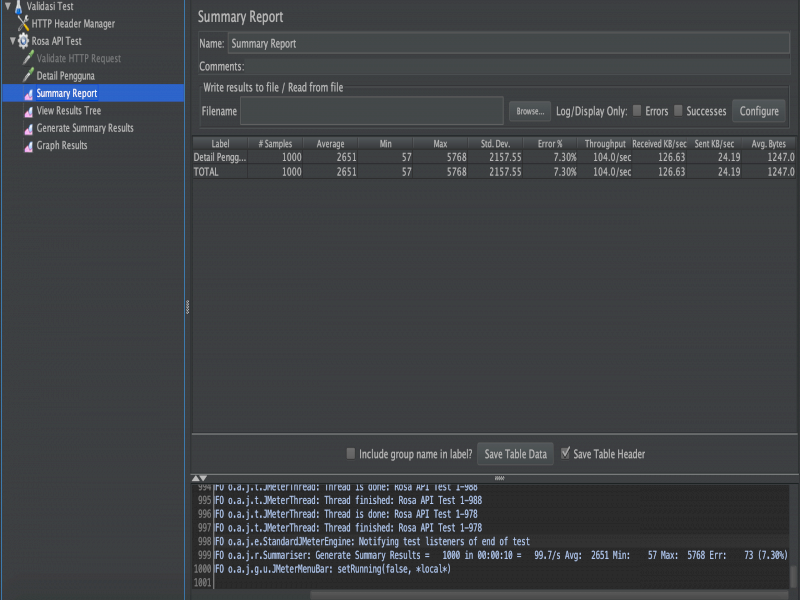 Validasi Test
HTTP Header Manager
Rosa API Test
Validate HTTP Request
Detail Pengguna
Summary Report
View Results Tree
Generate Summary Results
Graph Results
Summary Report
Name: Summary Report
Comments:
Write results to file / Read from file
Filename Browse... Log/Display Only: Errors Successes Configure
Label # Samples Average Min Max Std. Dev. Error % Throughput Received KB/sec Sent KB/sec Avg. Bytes
Detail Pengg... 1000 2651 57 5768 2157.55 7.30% 104.0/sec 126.63 24.19 1247.0
TOTAL 1000 2651 57 5768 2157.55 7.30% 104.0/sec 126.63 24.19 1247.0
Include group name in label? Save Table Data Save Table Header
994 FO o.a.j.t.JMeterThread: Thread is done: Rosa API Test 1-988
995 FO o.a.j.t.JMeterThread: Thread finished: Rosa API Test 1-988
996 FO o.a.j.t.JMeterThread: Thread is done: Rosa API Test 1-978
997 FO o.a.j.t.JMeterThread: Thread finished: Rosa API Test 1-978
998 FO o.a.j.e.StandardJMeterEngine: Notifying test listeners of end of test
999 FO o.a.j.r.Summariser: Generate Summary Results = 1000 in 00:00:10 = 99.7/s Avg: 2651 Min: 57 Max: 5768 Err: 73 (7.30%)
1000 FO o.a.j.g.u.JMeterMenuBar: setRunning(false, *local*)
1001